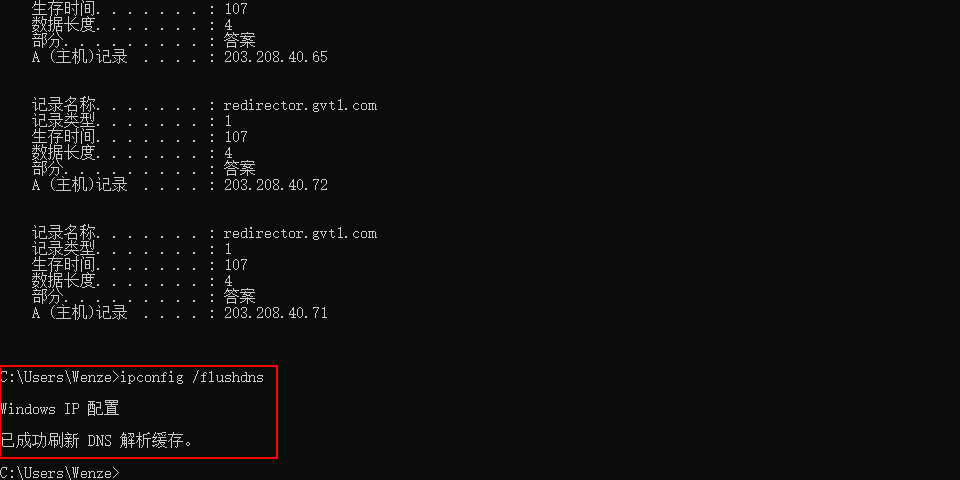 生存时间. . . . . . . : 107
数据长度. . . . . . . : 4
部分. . . . . . . . . : 答案
A (主机)记录 . . . . : 203.208.40.65
记录名称. . . . . . . : redirector.gvt1.com
记录类型. . . . . . . : 1
生存时间. . . . . . . : 107
数据长度. . . . . . . : 4
部分. . . . . . . . . : 答案
A (主机)记录 . . . . : 203.208.40.72
记录名称. . . . . . . : redirector.gvt1.com
记录类型. . . . . . . : 1
生存时间. . . . . . . : 107
数据长度. . . . . . . : 4
部分. . . . . . . . . : 答案
A (主机)记录 . . . . : 203.208.40.71
C:\Users\Wenze>ipconfig /flushdns
Windows IP 配置
已成功刷新 DNS 解析缓存。
C:\Users\Wenze>